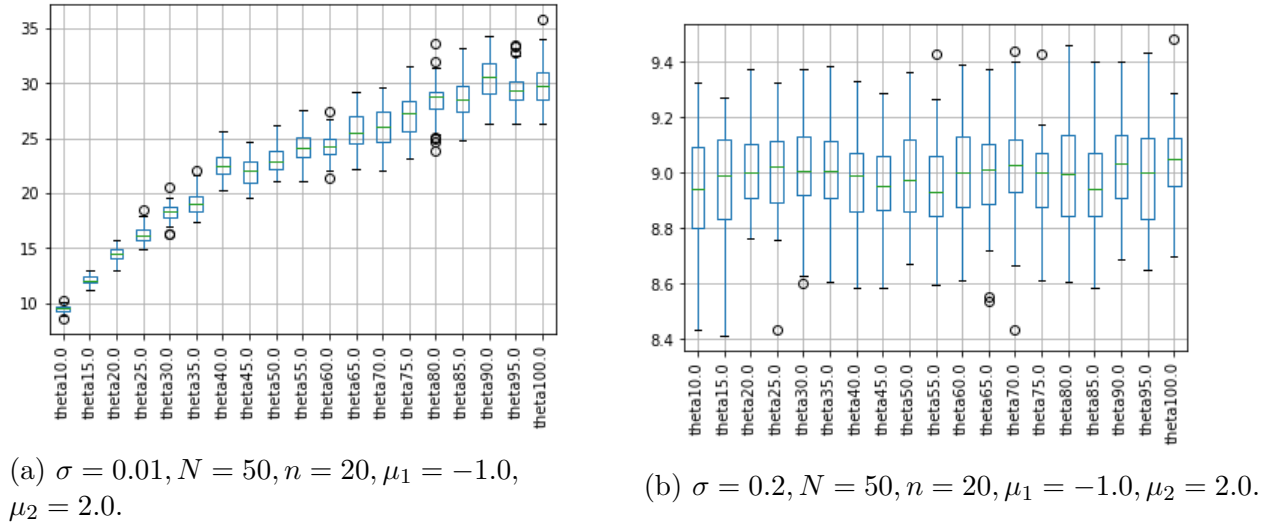 35
30
25
20
15
10
theta10.0
theta15.0
theta20.0
theta25.0
theta30.0
theta35.0
theta40.0
theta45.0
theta50.0
theta55.0
theta60.0
theta65.0
theta70.0
theta75.0
theta80.0
theta85.0
theta90.0
theta95.0
theta100.0
(a) σ = 0.01, N = 50, n = 20, μ₁ = −1.0,
μ₂ = 2.0.
9.4
9.2
9.0
8.8
8.6
8.4
theta10.0
theta15.0
theta20.0
theta25.0
theta30.0
theta35.0
theta40.0
theta45.0
theta50.0
theta55.0
theta60.0
theta65.0
theta70.0
theta75.0
theta80.0
theta85.0
theta90.0
theta95.0
theta100.0
(b) σ = 0.2, N = 50, n = 20, μ₁ = −1.0, μ₂ = 2.0.